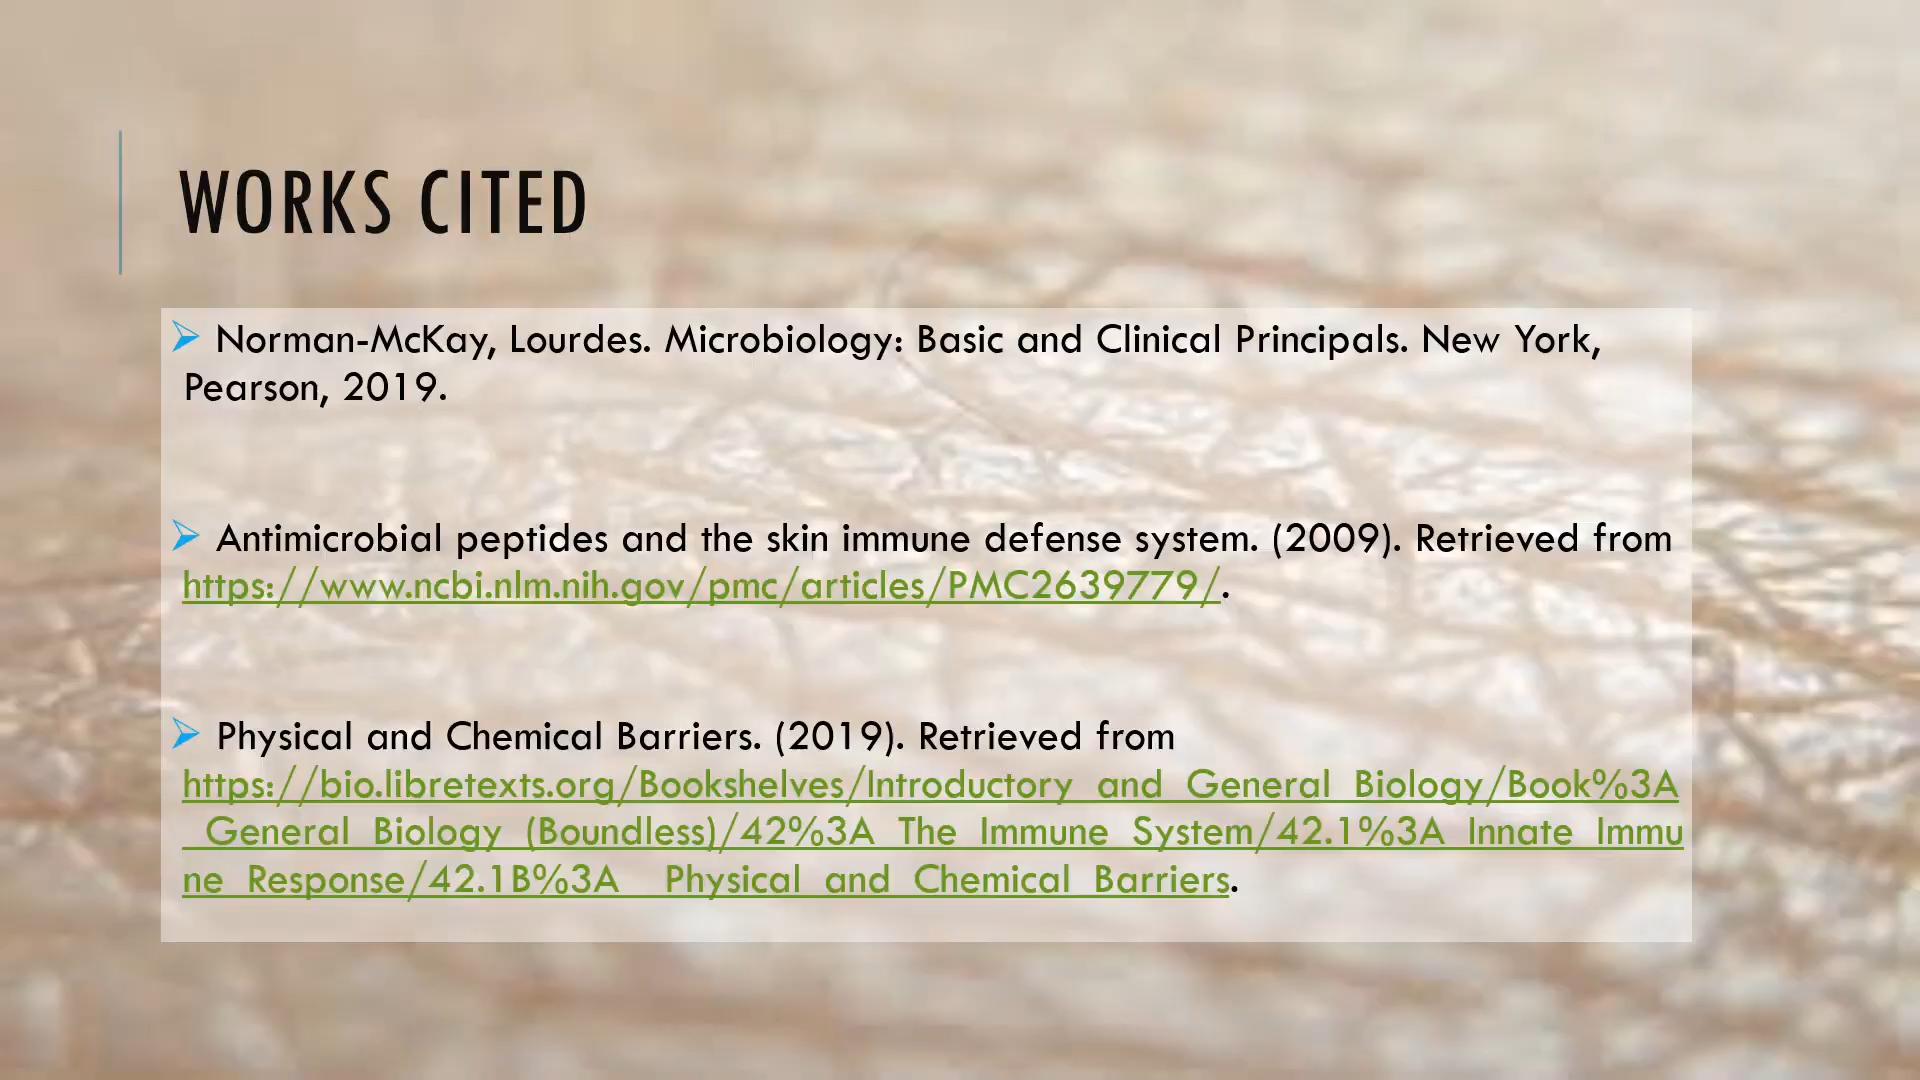 WORKS CITED
Norman-McKay, Lourdes. Microbiology: Basic and Clinical Principals. New York,
Pearson, 2019.
Antimicrobial peptides and the skin immune defense system. (2009). Retrieved from
https://www.ncbi.nlm.nih.gov/pmc/articles/PMC2639779/.
Physical and Chemical Barriers. (2019). Retrieved from
https://bio.libretexts.org/Bookshelves/Introductory_and_General_Biology/Book%3A
_General_Biology_(Boundless)/42%3A_The_Immune_System/42.1%3A_Innate_Immu
ne_Response/42.1B%3A__Physical_and_Chemical_Barriers.